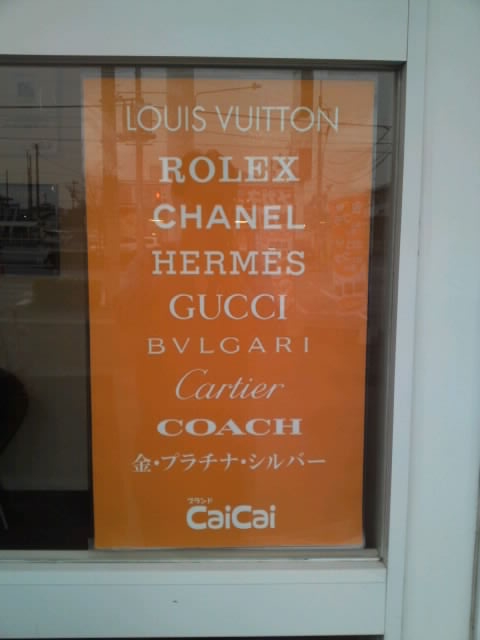 LOUIS VUITTON
ROLEX
CHANEL
HERMĒS
GUCCI
BVLGARI
Cartier
COACH
金・プラチナ・シルバー
ブランド
CaiCai